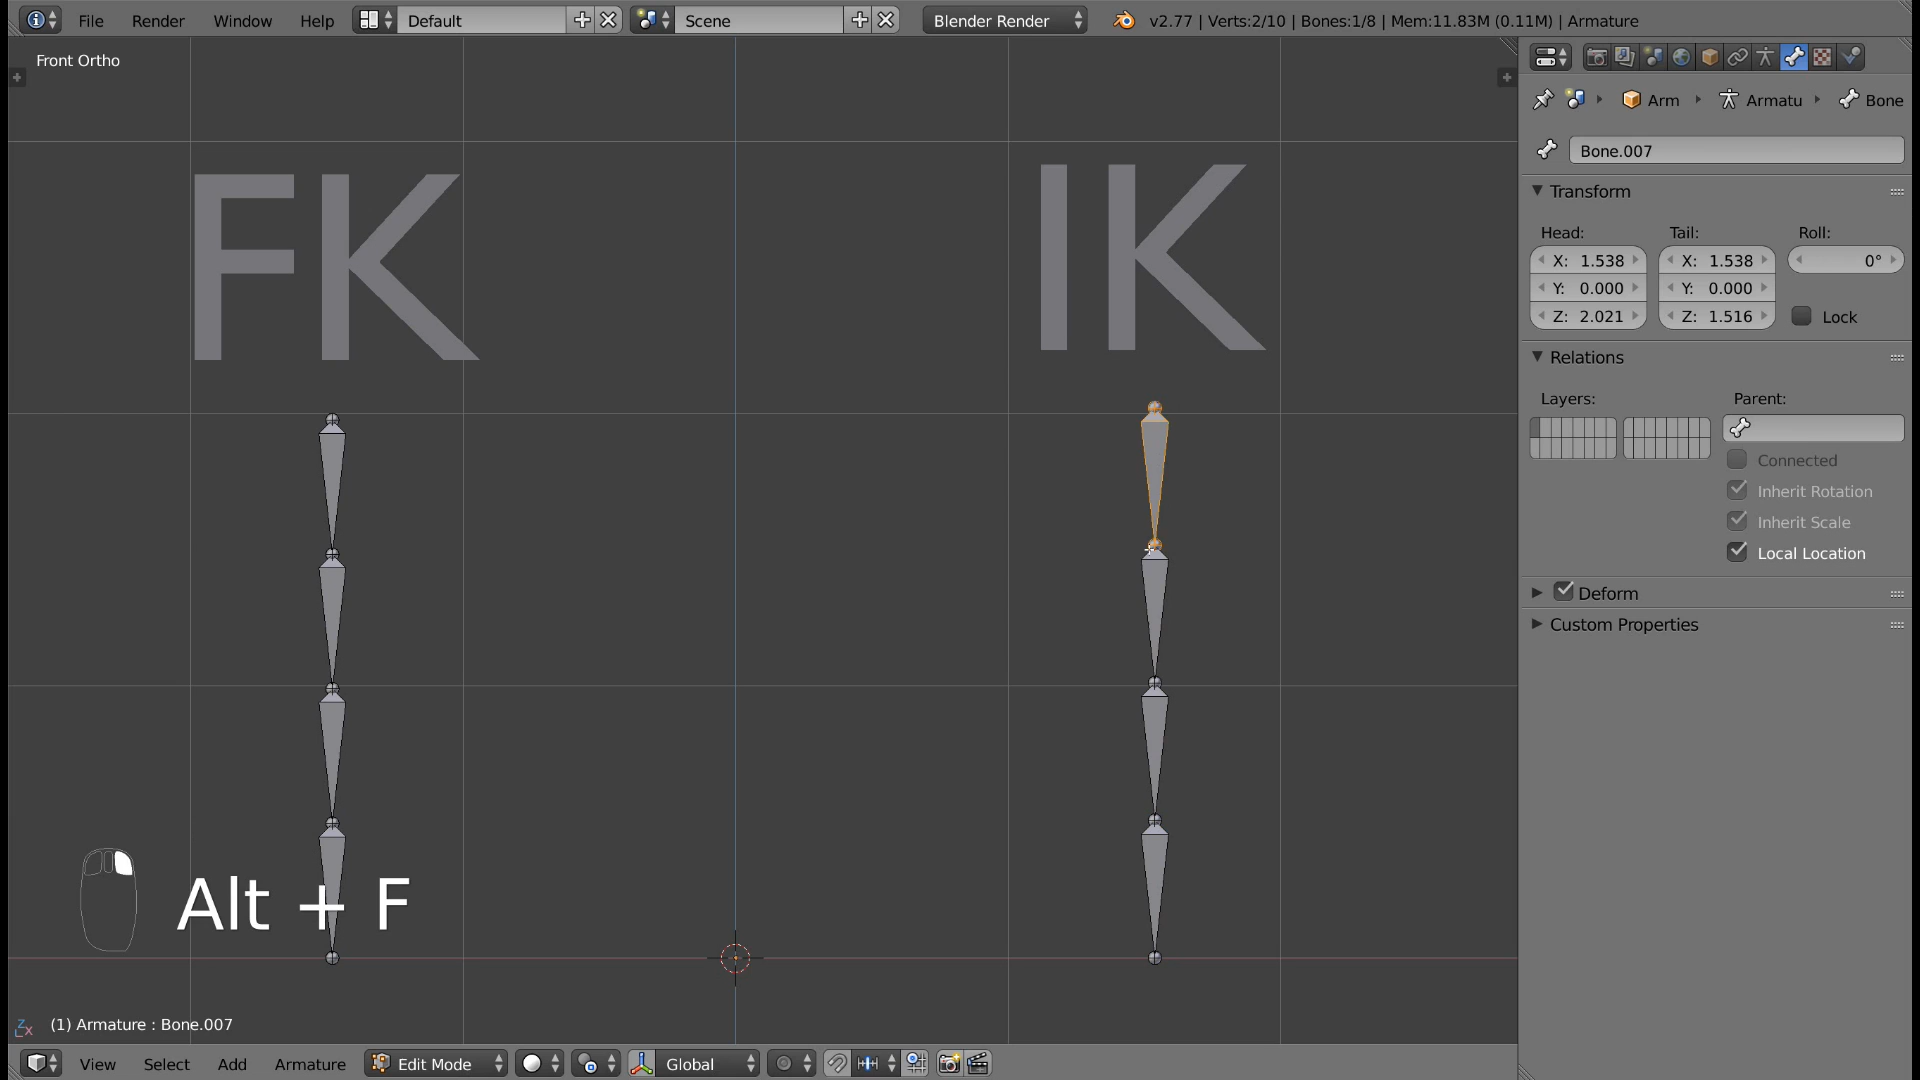 File Render Window Help Default Scene Blender Render v2.77 | Verts:2/10 | Bones:1/8 | Mem:11.83M (0.11M) | Armature
Front Ortho
Arm Armatu Bone
Bone.007
Transform
Head: Tail: Roll:
X: 1.538 X: 1.538 0°
Y: 0.000 Y: 0.000
Z: 2.021 Z: 1.516 Lock
Relations
Layers: Parent:
Connected
Inherit Rotation
Inherit Scale
Local Location
Deform
Custom Properties
FK IK
Alt + F
(1) Armature : Bone.007
Z X
View Select Add Armature Edit Mode Global